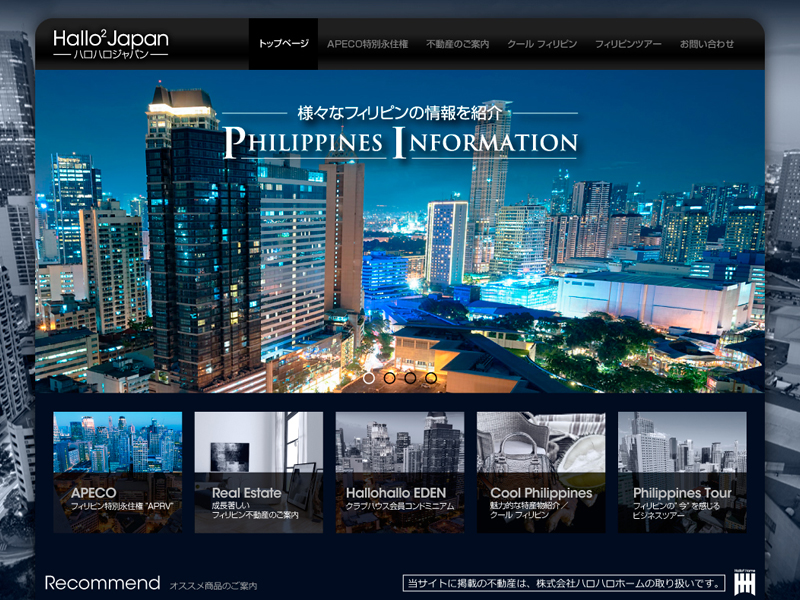 Hallo²Japan
ハロハロジャパン
トップページ
APECO特別永住権
不動産のご案内
クール フィリピン
フィリピンツアー
お問い合わせ
様々なフィリピンの情報を紹介
PHILIPPINES INFORMATION
APECO
フィリピン特別永住権 "APRV"
Real Estate
成長著しい
フィリピン不動産のご案内
Hallohallo EDEN
クラブハウス会員コンドミニアム
Cool Philippines
魅力的な特産物紹介／
クール フィリピン
Philippines Tour
フィリピンの"今"を感じる
ビジネスツアー
Recommend
オススメ商品のご案内
当サイトに掲載の不動産は、株式会社ハロハロホームの取り扱いです。
Hallo² Home